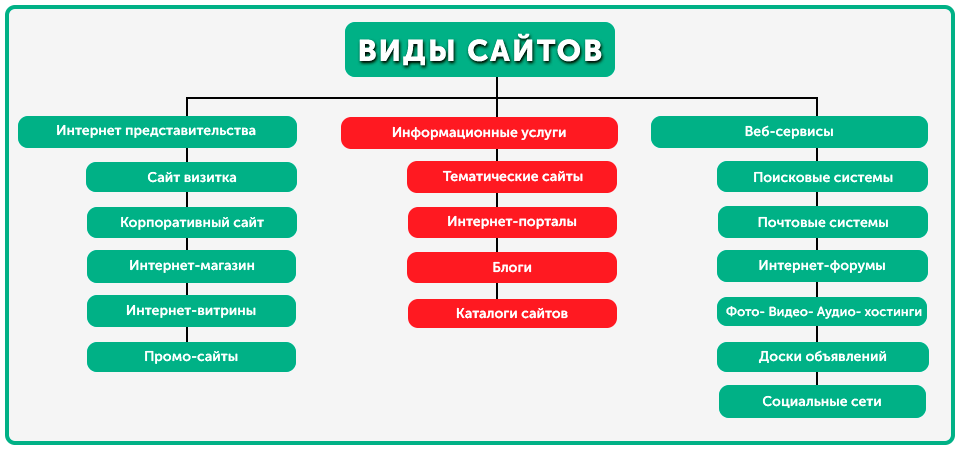 ВИДЫ САЙТОВ
Интернет представительства
Сайт визитка
Корпоративный сайт
Интернет-магазин
Интернет-витрины
Промо-сайты
Информационные услуги
Тематические сайты
Интернет-порталы
Блоги
Каталоги сайтов
Веб-сервисы
Поисковые системы
Почтовые системы
Интернет-форумы
Фото- Видео- Аудио- хостинги
Доски объявлений
Социальные сети